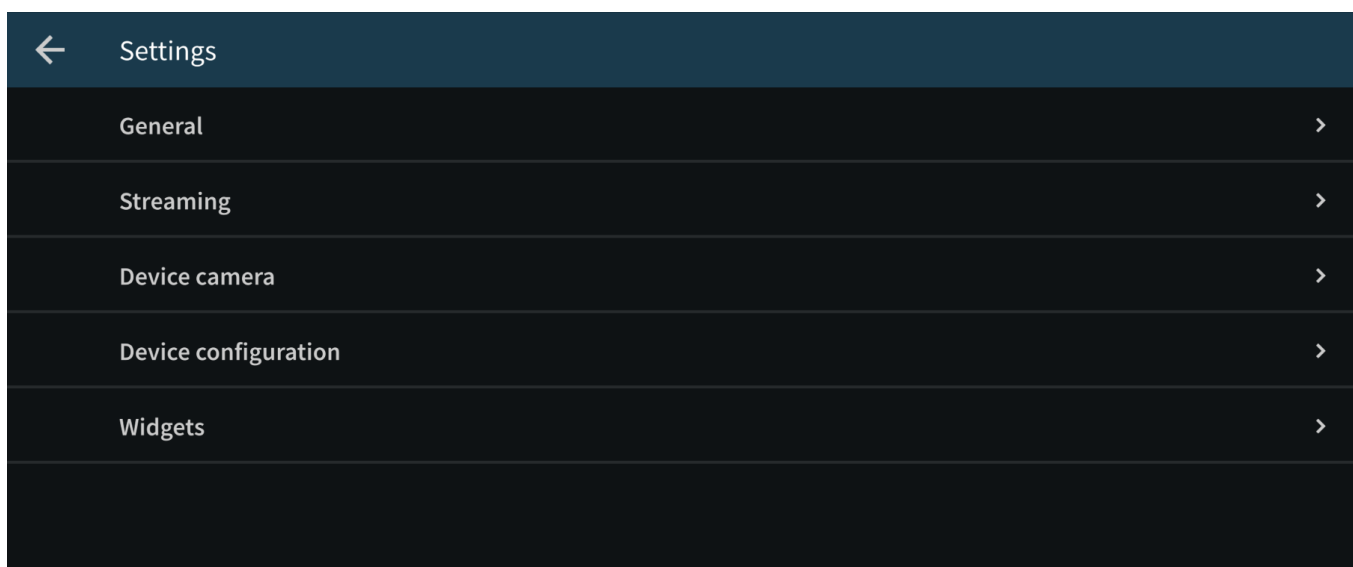 Settings
General
Streaming
Device camera
Device configuration
Widgets